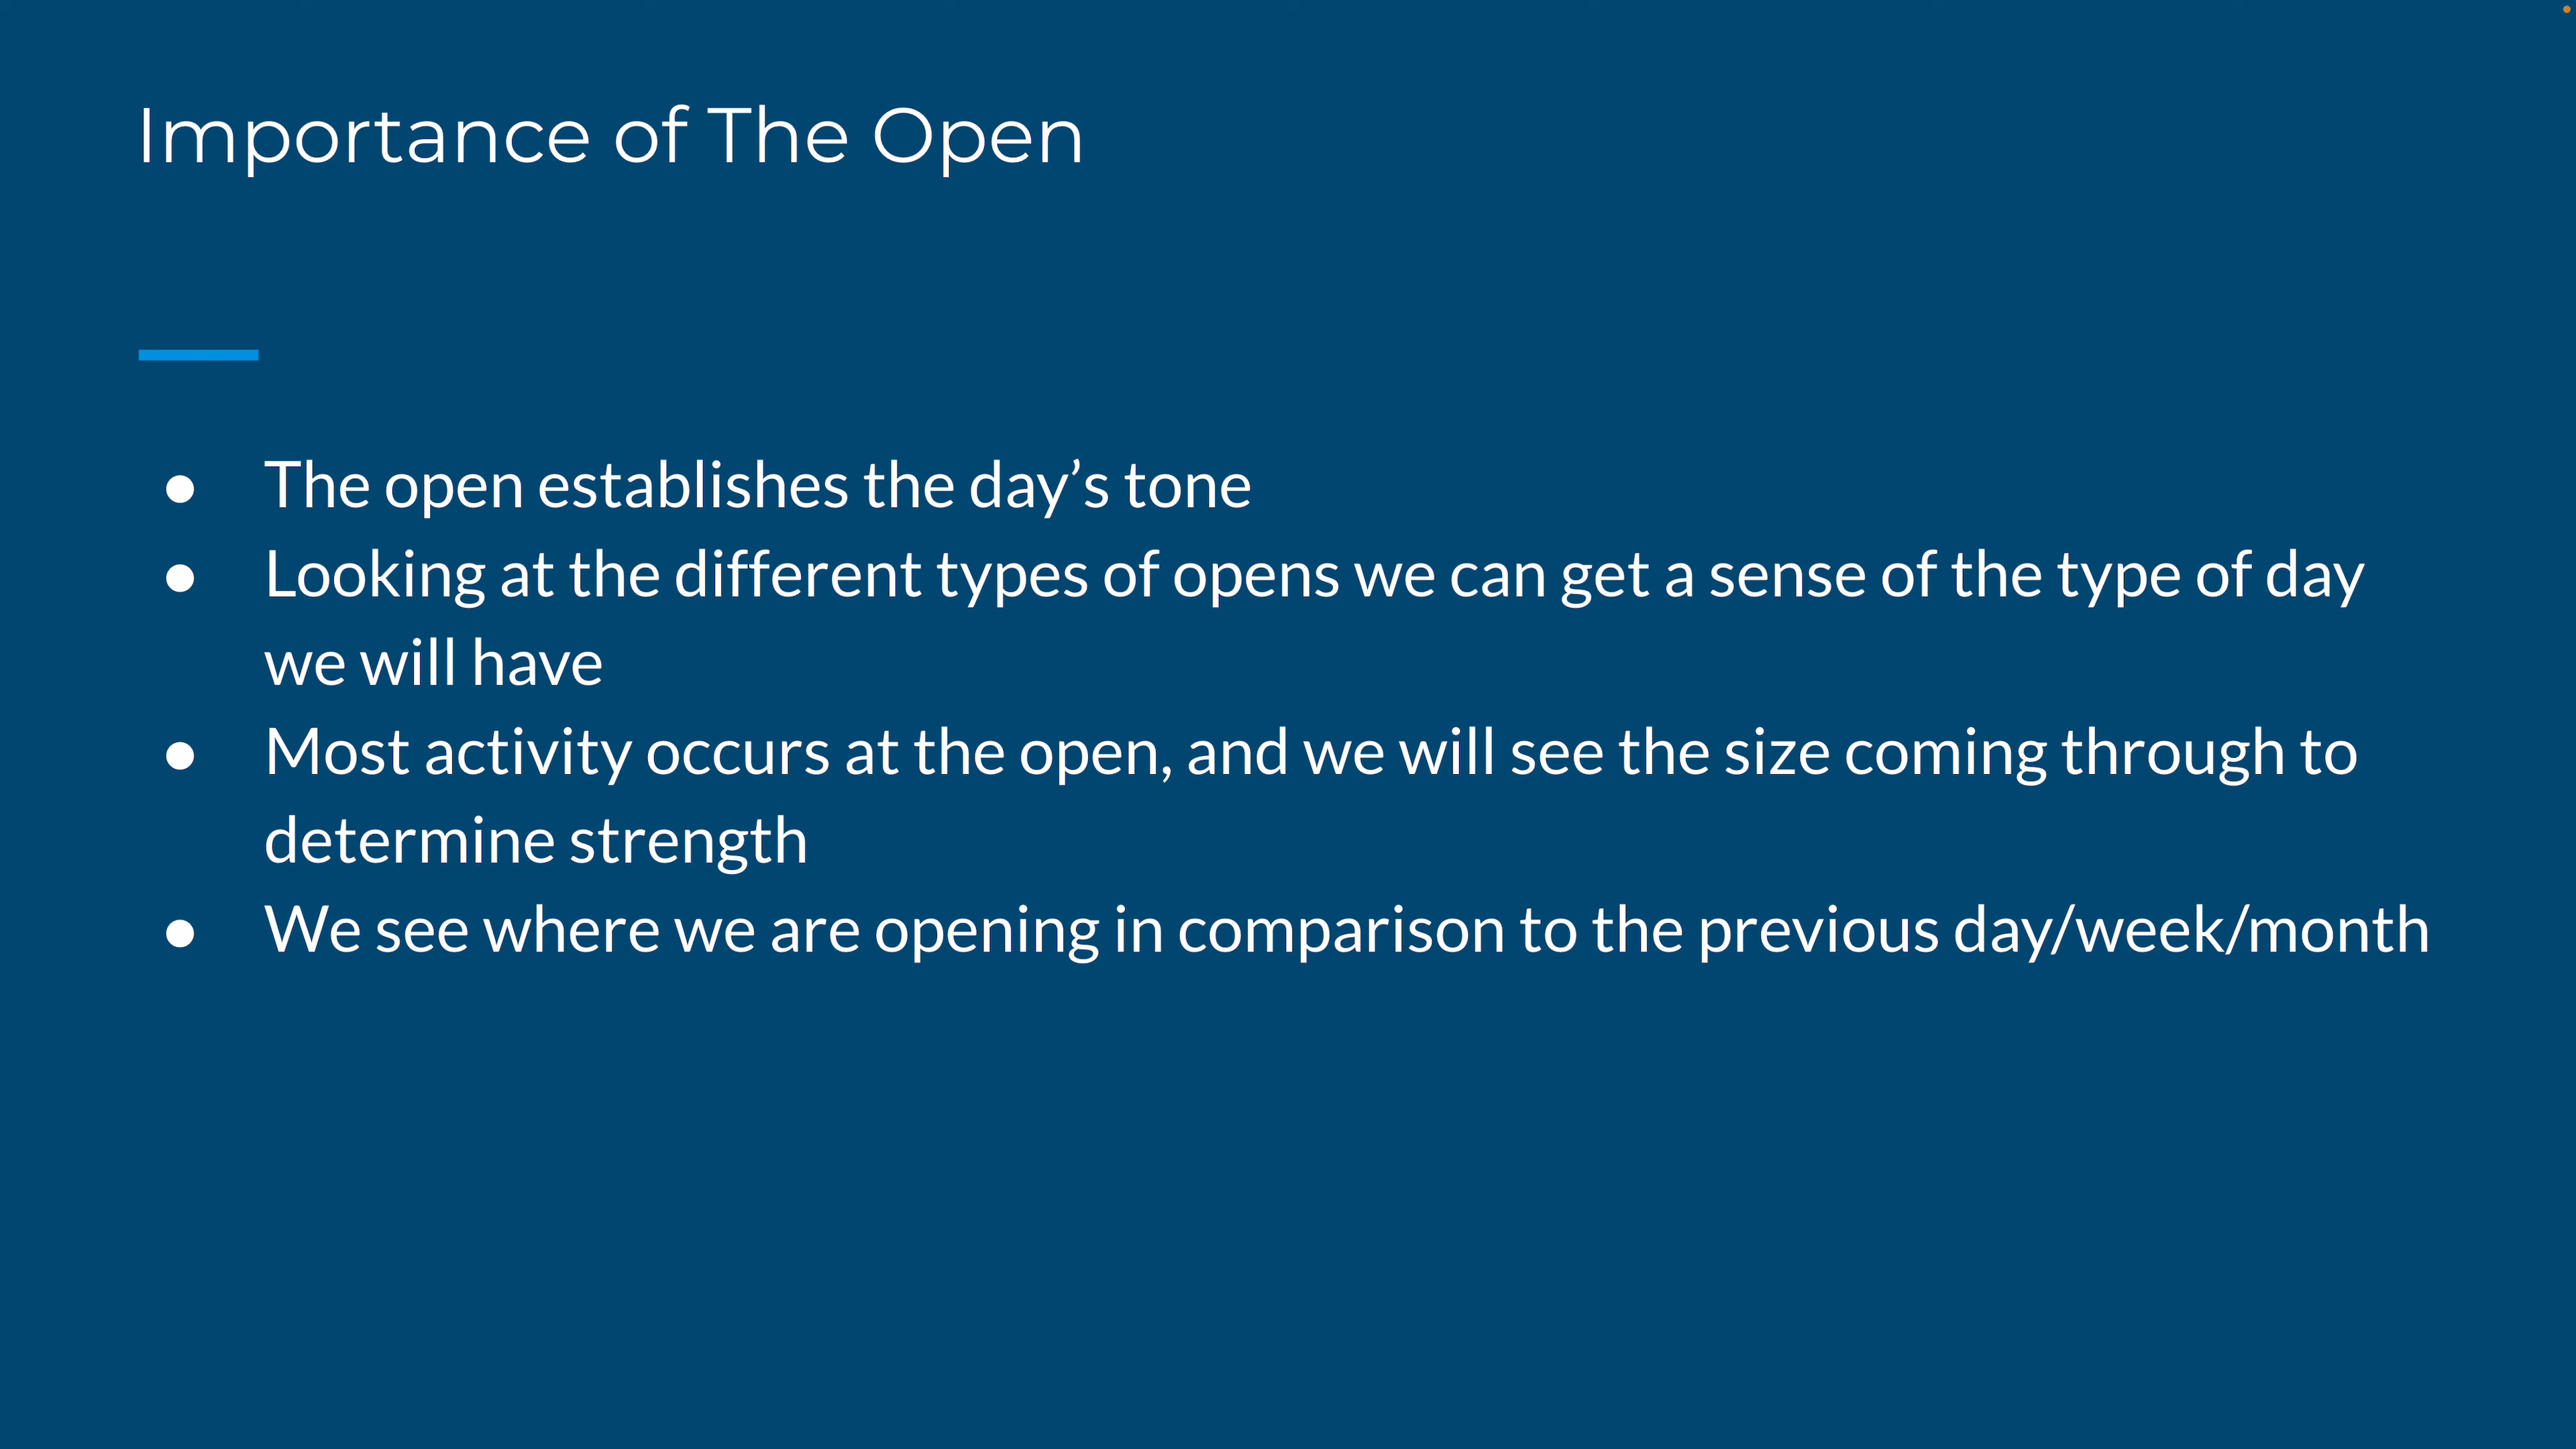 Importance of The Open
● The open establishes the day’s tone
● Looking at the different types of opens we can get a sense of the type of day
we will have
● Most activity occurs at the open, and we will see the size coming through to
determine strength
● We see where we are opening in comparison to the previous day/week/month